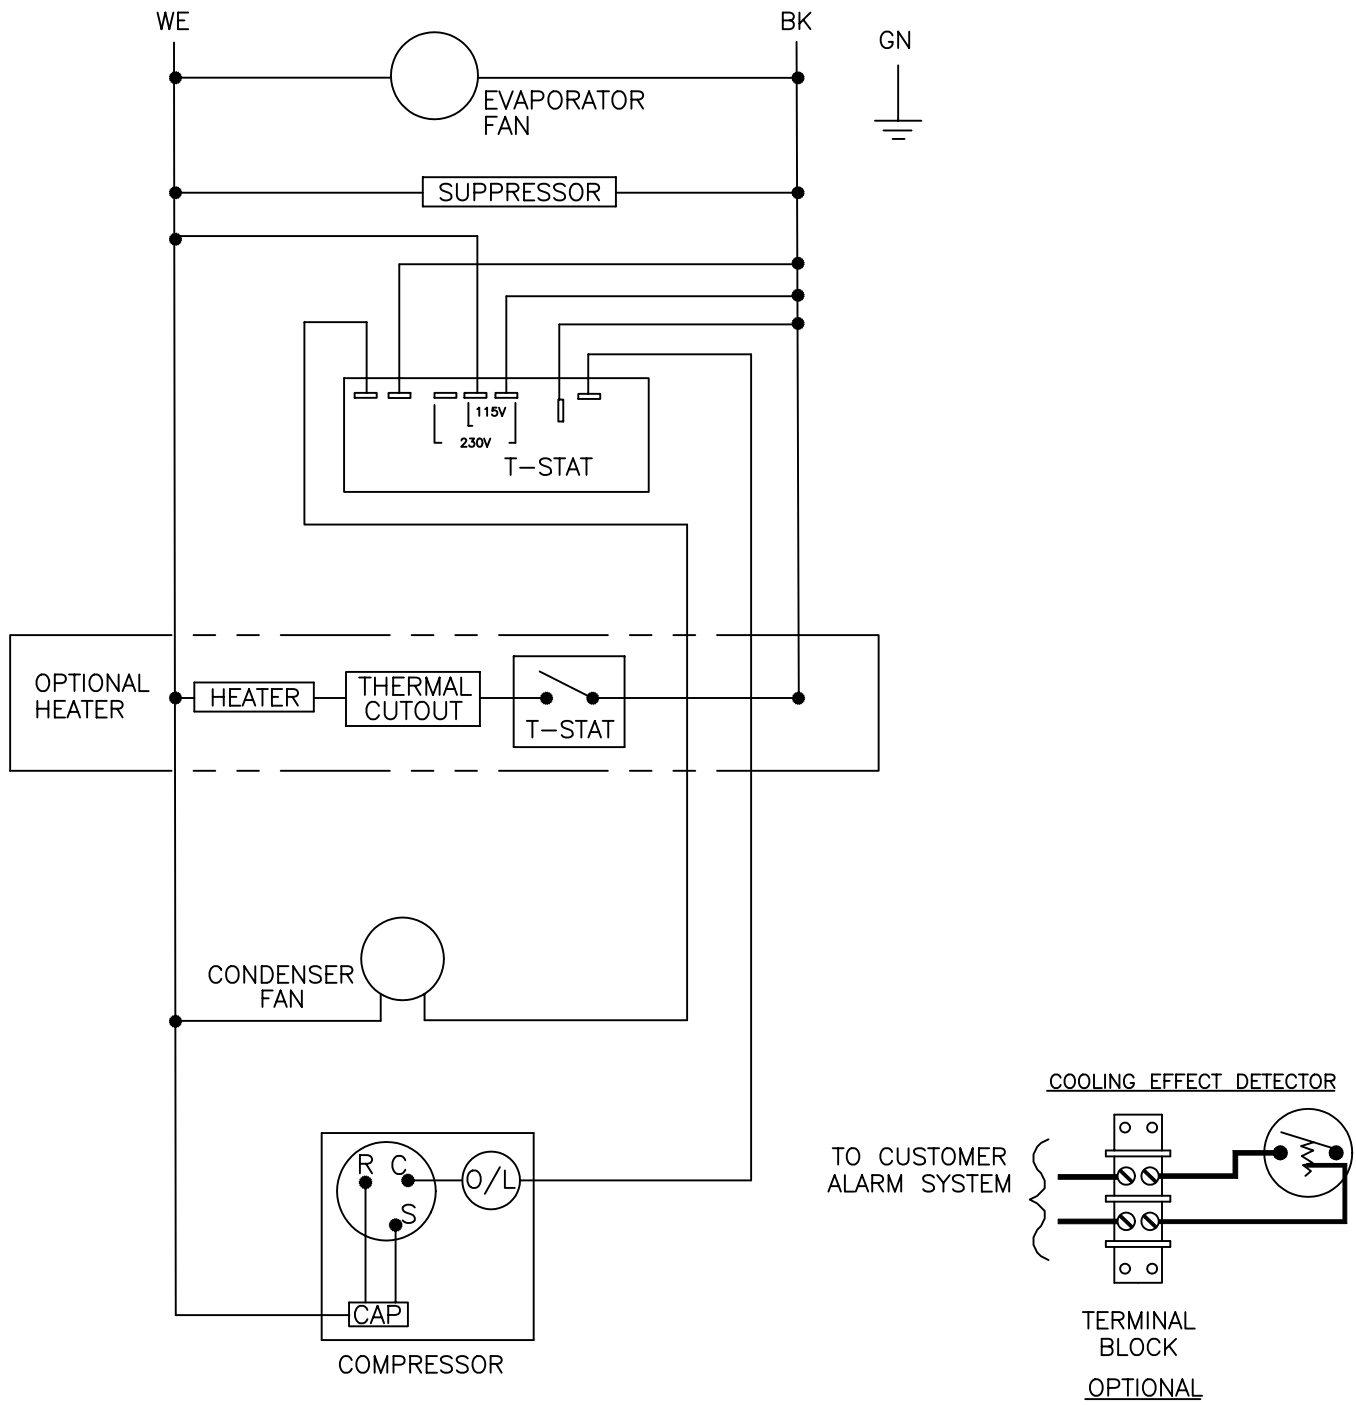 WE
BK
GN
EVAPORATOR
FAN
SUPPRESSOR
115V
230V
T-STAT
OPTIONAL
HEATER
HEATER
THERMAL
CUTOUT
T-STAT
CONDENSER
FAN
R C
S
O/L
CAP
COMPRESSOR
COOLING EFFECT DETECTOR
TO CUSTOMER
ALARM SYSTEM
TERMINAL
BLOCK
OPTIONAL